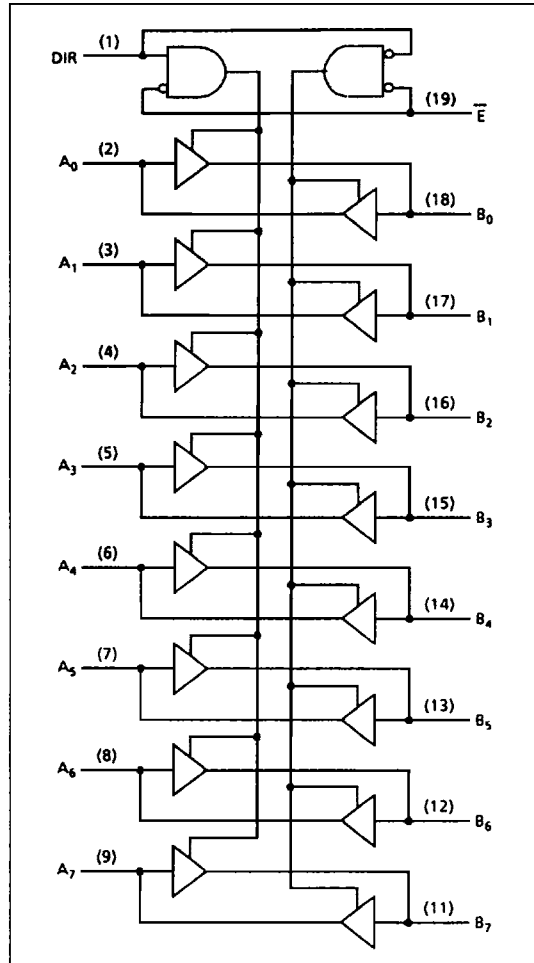 DIR (1)
(19) E̅
A₀ (2)
(18) B₀
A₁ (3)
(17) B₁
A₂ (4)
(16) B₂
A₃ (5)
(15) B₃
A₄ (6)
(14) B₄
A₅ (7)
(13) B₅
A₆ (8)
(12) B₆
A₇ (9)
(11) B₇